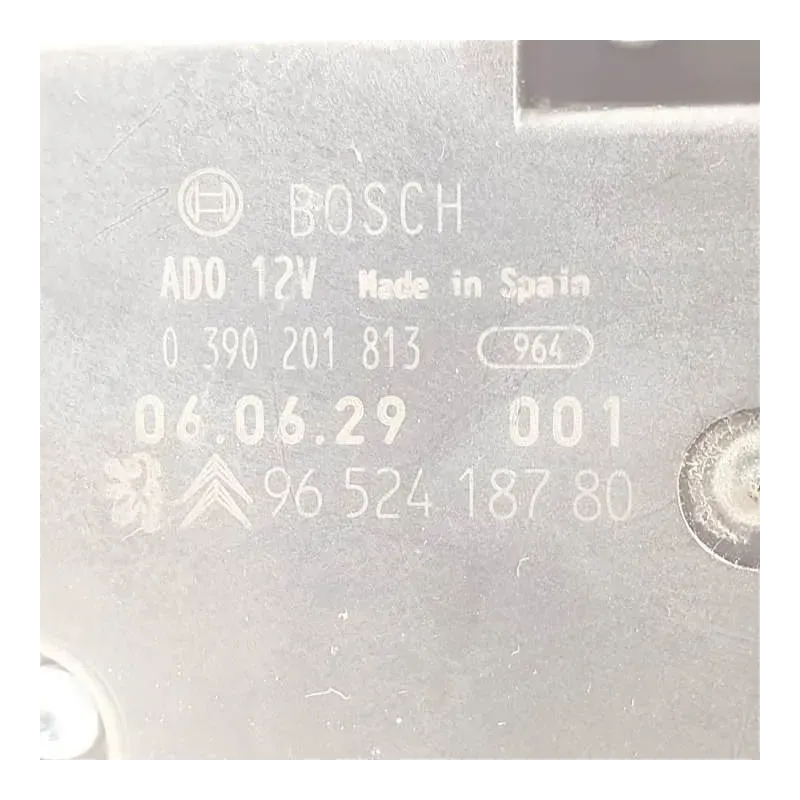 BOSCH
ADO 12V Made in Spain
0 390 201 813 964
06.06.29 001
96 524 187 80